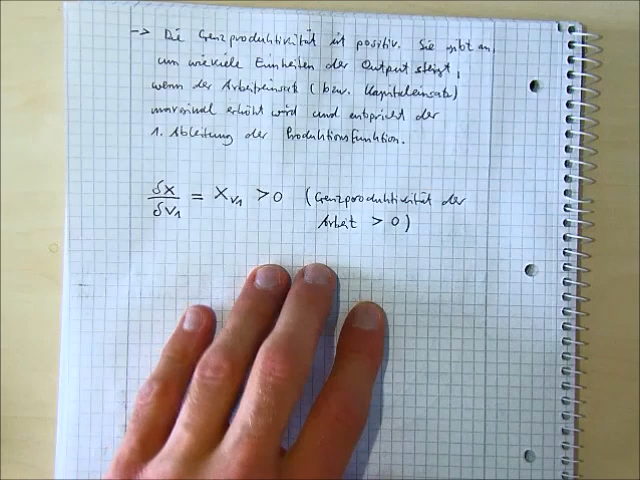 -> Die Grenzproduktivität ist positiv. Sie gibt an,
um wieviele Einheiten der Output steigt,
wenn der Arbeitseinsatz (bzw. Kapitaleinsatz)
marginal erhöht wird und entspricht der
1. Ableitung der Produktionsfunktion.
δx/δv₁ = Xv₁ > 0 (Grenzproduktivität der
Arbeit > 0)